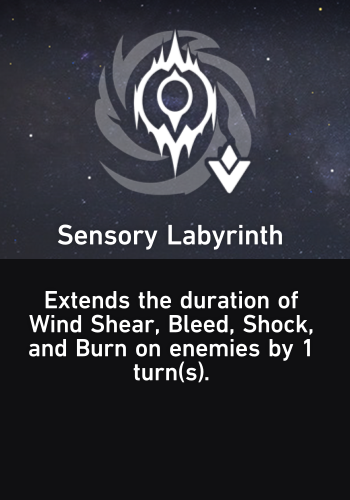 Sensory Labyrinth
Extends the duration of
Wind Shear, Bleed, Shock,
and Burn on enemies by 1
turn(s).